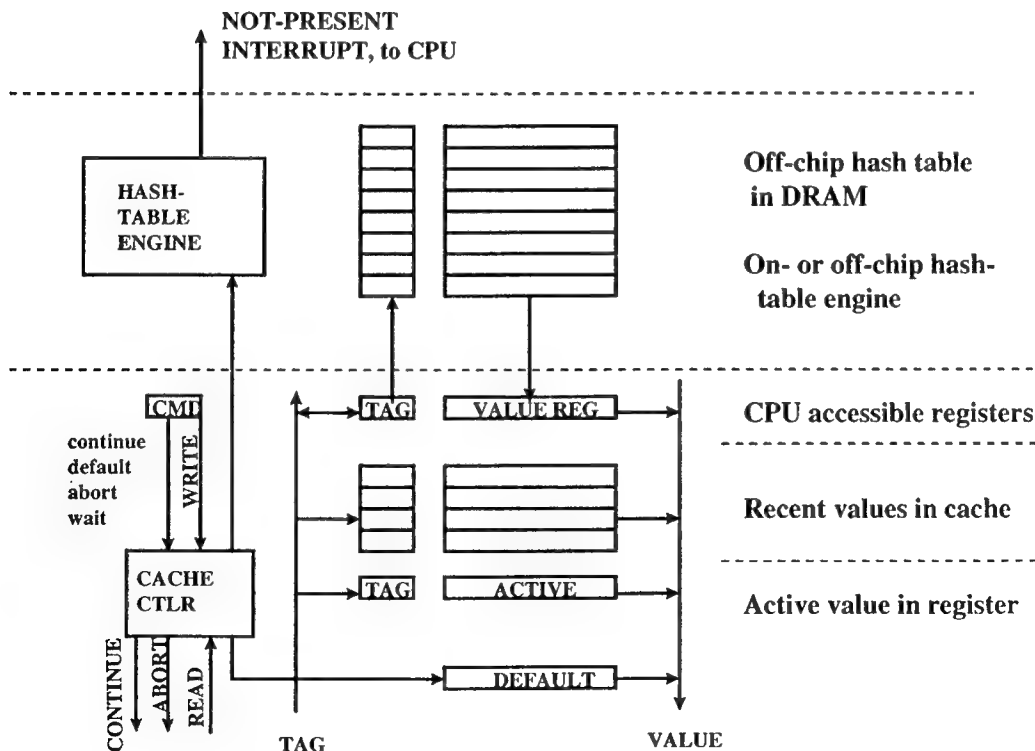 NOT-PRESENT
INTERRUPT, to CPU
HASH-
TABLE
ENGINE
Off-chip hash table
in DRAM
On- or off-chip hash-
table engine
CMD
TAG
VALUE REG
CPU accessible registers
continue
default
abort
wait
WRITE
Recent values in cache
CACHE
CTLR
TAG
ACTIVE
Active value in register
CONTINUE
ABORT
READ
DEFAULT
TAG
VALUE